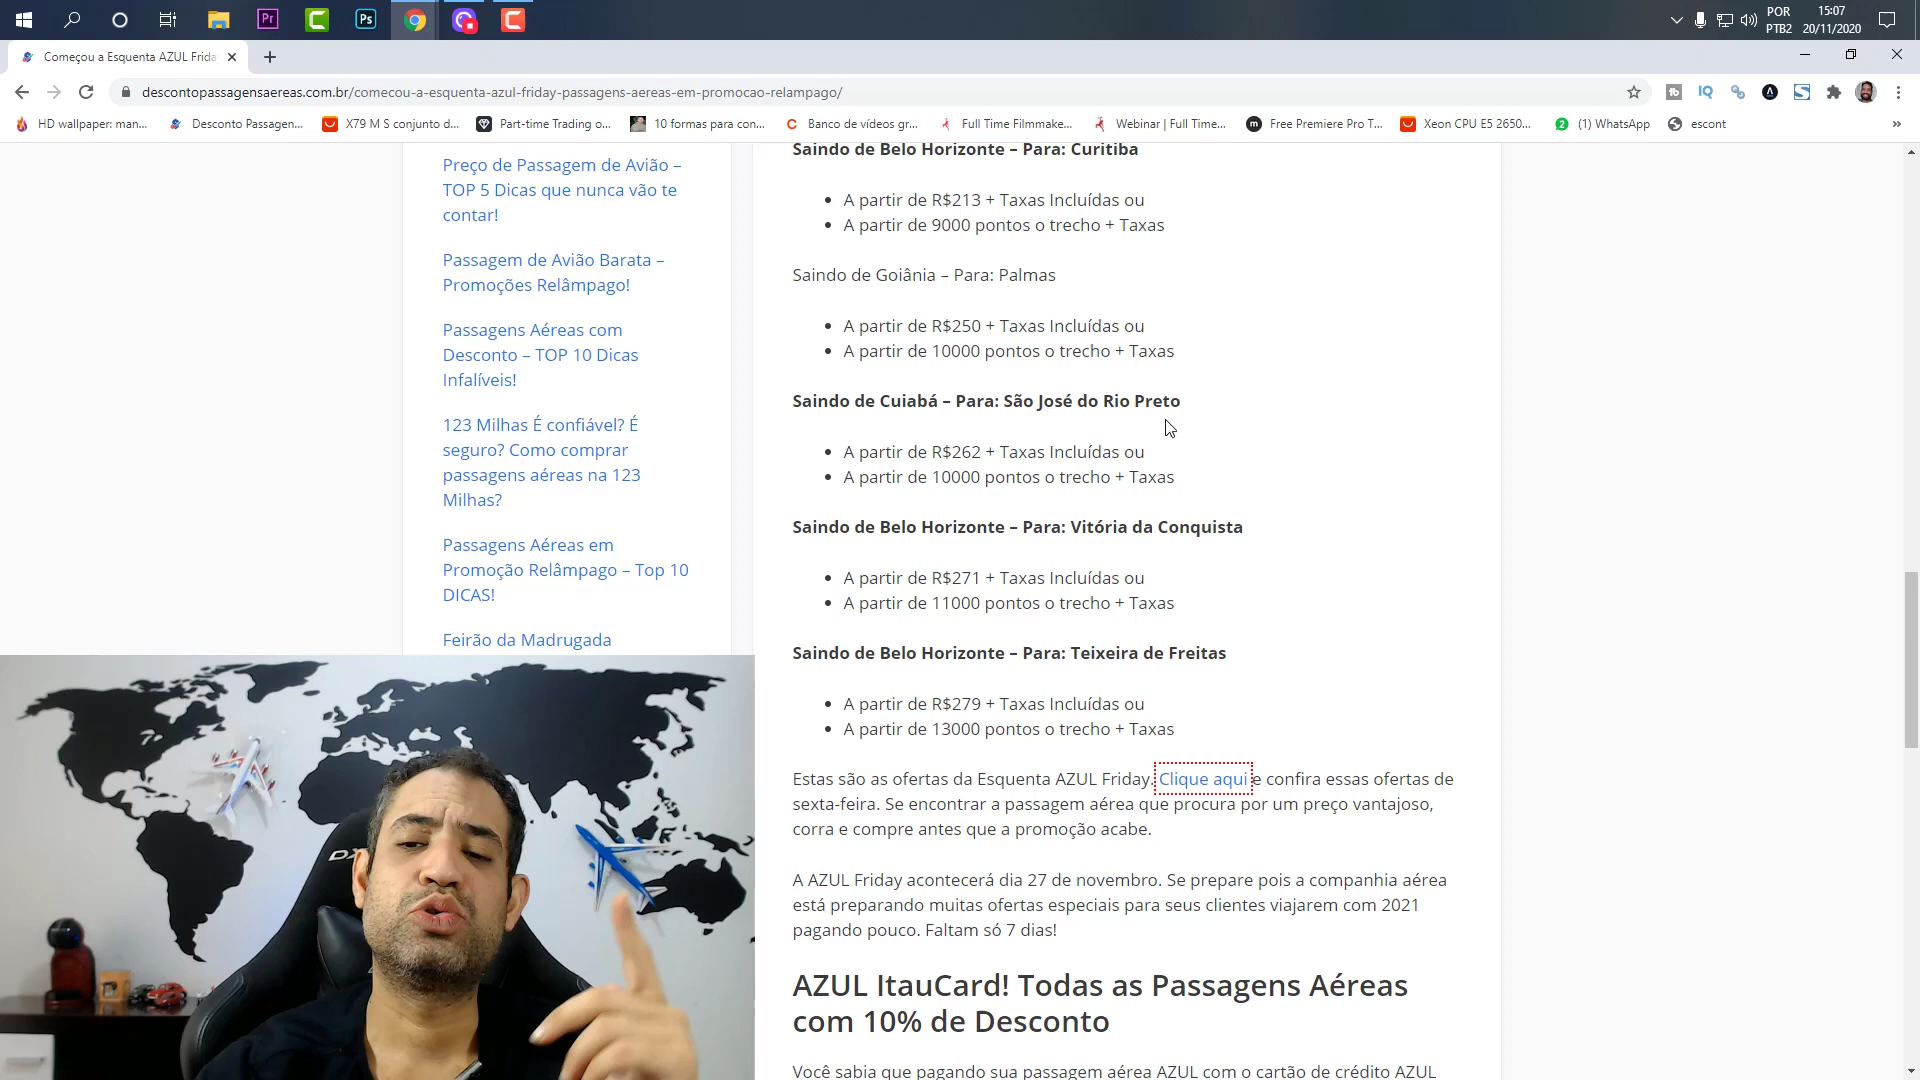 Pr
Ps
POR
PTB2
15:07
20/11/2020
Começou a Esquenta AZUL Frida
descontopassagensaereas.com.br/comecou-a-esquenta-azul-friday-passagens-aereas-em-promocao-relampago/
HD wallpaper: man...
Desconto Passagen...
X79 M S conjunto d...
Part-time Trading o...
10 formas para con...
Banco de vídeos gr...
Full Time Filmmake...
Webinar | Full Time...
Free Premiere Pro T...
Xeon CPU E5 2650...
(1) WhatsApp
escont
Preço de Passagem de Avião –
TOP 5 Dicas que nunca vão te
contar!
Passagem de Avião Barata –
Promoções Relâmpago!
Passagens Aéreas com
Desconto – TOP 10 Dicas
Infalíveis!
123 Milhas É confiável? É
seguro? Como comprar
passagens aéreas na 123
Milhas?
Passagens Aéreas em
Promoção Relâmpago – Top 10
DICAS!
Feirão da Madrugada
Saindo de Belo Horizonte – Para: Curitiba
A partir de R$213 + Taxas Incluídas ou
A partir de 9000 pontos o trecho + Taxas
Saindo de Goiânia – Para: Palmas
A partir de R$250 + Taxas Incluídas ou
A partir de 10000 pontos o trecho + Taxas
Saindo de Cuiabá – Para: São José do Rio Preto
A partir de R$262 + Taxas Incluídas ou
A partir de 10000 pontos o trecho + Taxas
Saindo de Belo Horizonte – Para: Vitória da Conquista
A partir de R$271 + Taxas Incluídas ou
A partir de 11000 pontos o trecho + Taxas
Saindo de Belo Horizonte – Para: Teixeira de Freitas
A partir de R$279 + Taxas Incluídas ou
A partir de 13000 pontos o trecho + Taxas
Estas são as ofertas da Esquenta AZUL Friday. Clique aqui e confira essas ofertas de
sexta-feira. Se encontrar a passagem aérea que procura por um preço vantajoso,
corra e compre antes que a promoção acabe.
A AZUL Friday acontecerá dia 27 de novembro. Se prepare pois a companhia aérea
está preparando muitas ofertas especiais para seus clientes viajarem com 2021
pagando pouco. Faltam só 7 dias!
AZUL ItauCard! Todas as Passagens Aéreas
com 10% de Desconto
Você sabia que pagando sua passagem aérea AZUL com o cartão de crédito AZUL